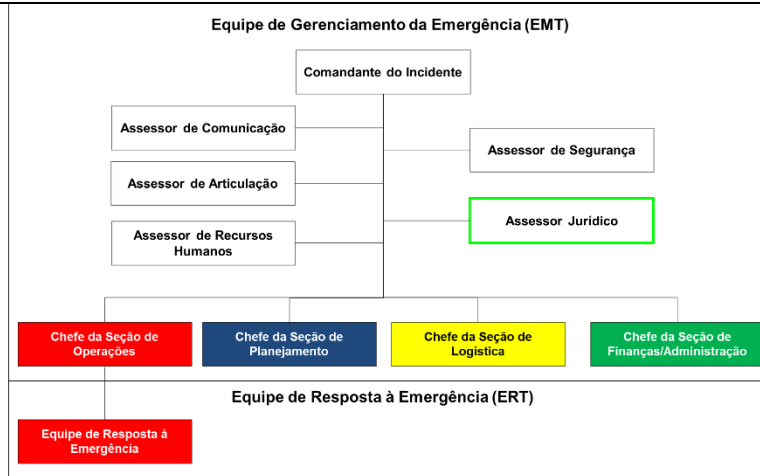 Equipe de Gerenciamento da Emergência (EMT)
Comandante do Incidente
Assessor de Comunicação
Assessor de Segurança
Assessor de Articulação
Assessor Jurídico
Assessor de Recursos
Humanos
Chefe da Seção de
Operações
Chefe da Seção de
Planejamento
Chefe da Seção de
Logistica
Chefe da Seção de
Finanças/Administração
Equipe de Resposta à Emergência (ERT)
Equipe de Resposta à
Emergência